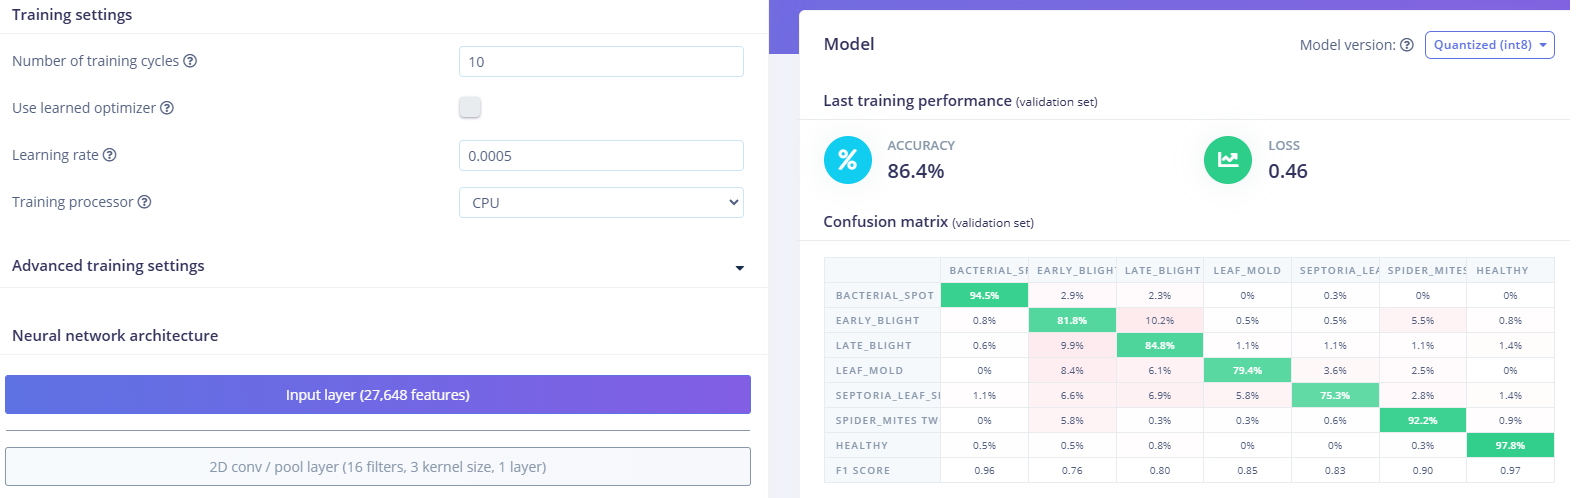 Training settings
Number of training cycles
10
Use learned optimizer
Learning rate
0.0005
Training processor
CPU
Advanced training settings
Neural network architecture
Input layer (27,648 features)
2D conv / pool layer (16 filters, 3 kernel size, 1 layer)
Model
Model version:
Quantized (int8)
Last training performance (validation set)
%
ACCURACY
86.4%
LOSS
0.46
Confusion matrix (validation set)
BACTERIAL_SP EARLY_BLIGHT LATE_BLIGHT LEAF_MOLD SEPTORIA_LEA SPIDER_MITES HEALTHY
BACTERIAL_SPOT 94.5% 2.9% 2.3% 0% 0.3% 0% 0%
EARLY_BLIGHT 0.8% 81.8% 10.2% 0.5% 0.5% 5.5% 0.8%
LATE_BLIGHT 0.6% 9.9% 84.8% 1.1% 1.1% 1.1% 1.4%
LEAF_MOLD 0% 8.4% 6.1% 79.4% 3.6% 2.5% 0%
SEPTORIA_LEAF_SP 1.1% 6.6% 6.9% 5.8% 75.3% 2.8% 1.4%
SPIDER_MITES TW 0% 5.8% 0.3% 0.3% 0.6% 92.2% 0.9%
HEALTHY 0.5% 0.5% 0.8% 0% 0% 0.3% 97.8%
F1 SCORE 0.96 0.76 0.80 0.85 0.83 0.90 0.97